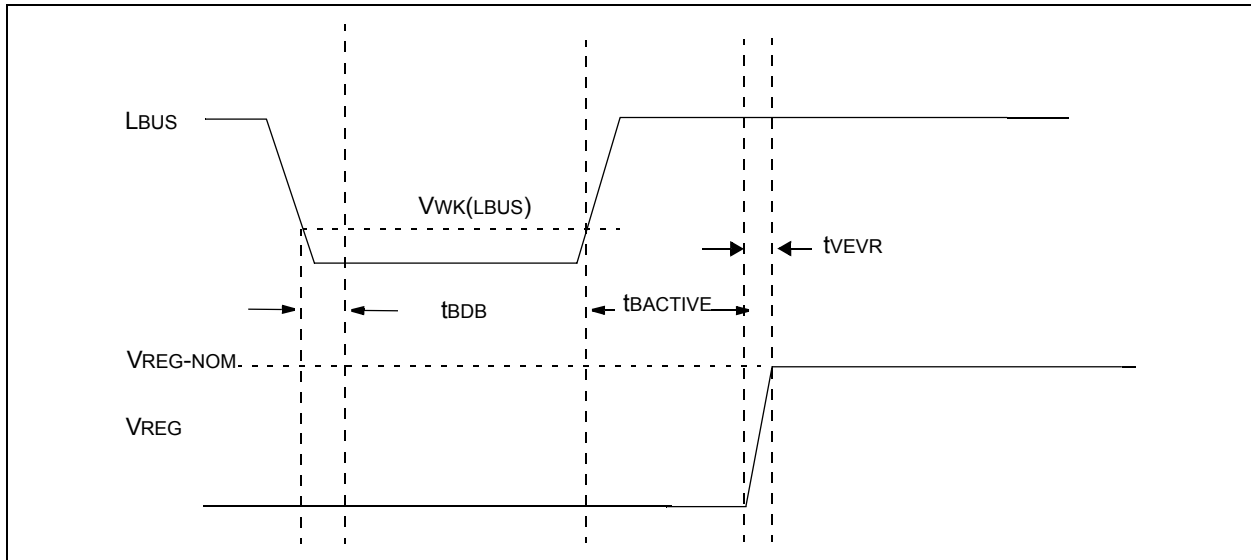 LBUS
VWK(LBUS)
tVEVR
tBDB
tBACTIVE
VREG-NOM
VREG